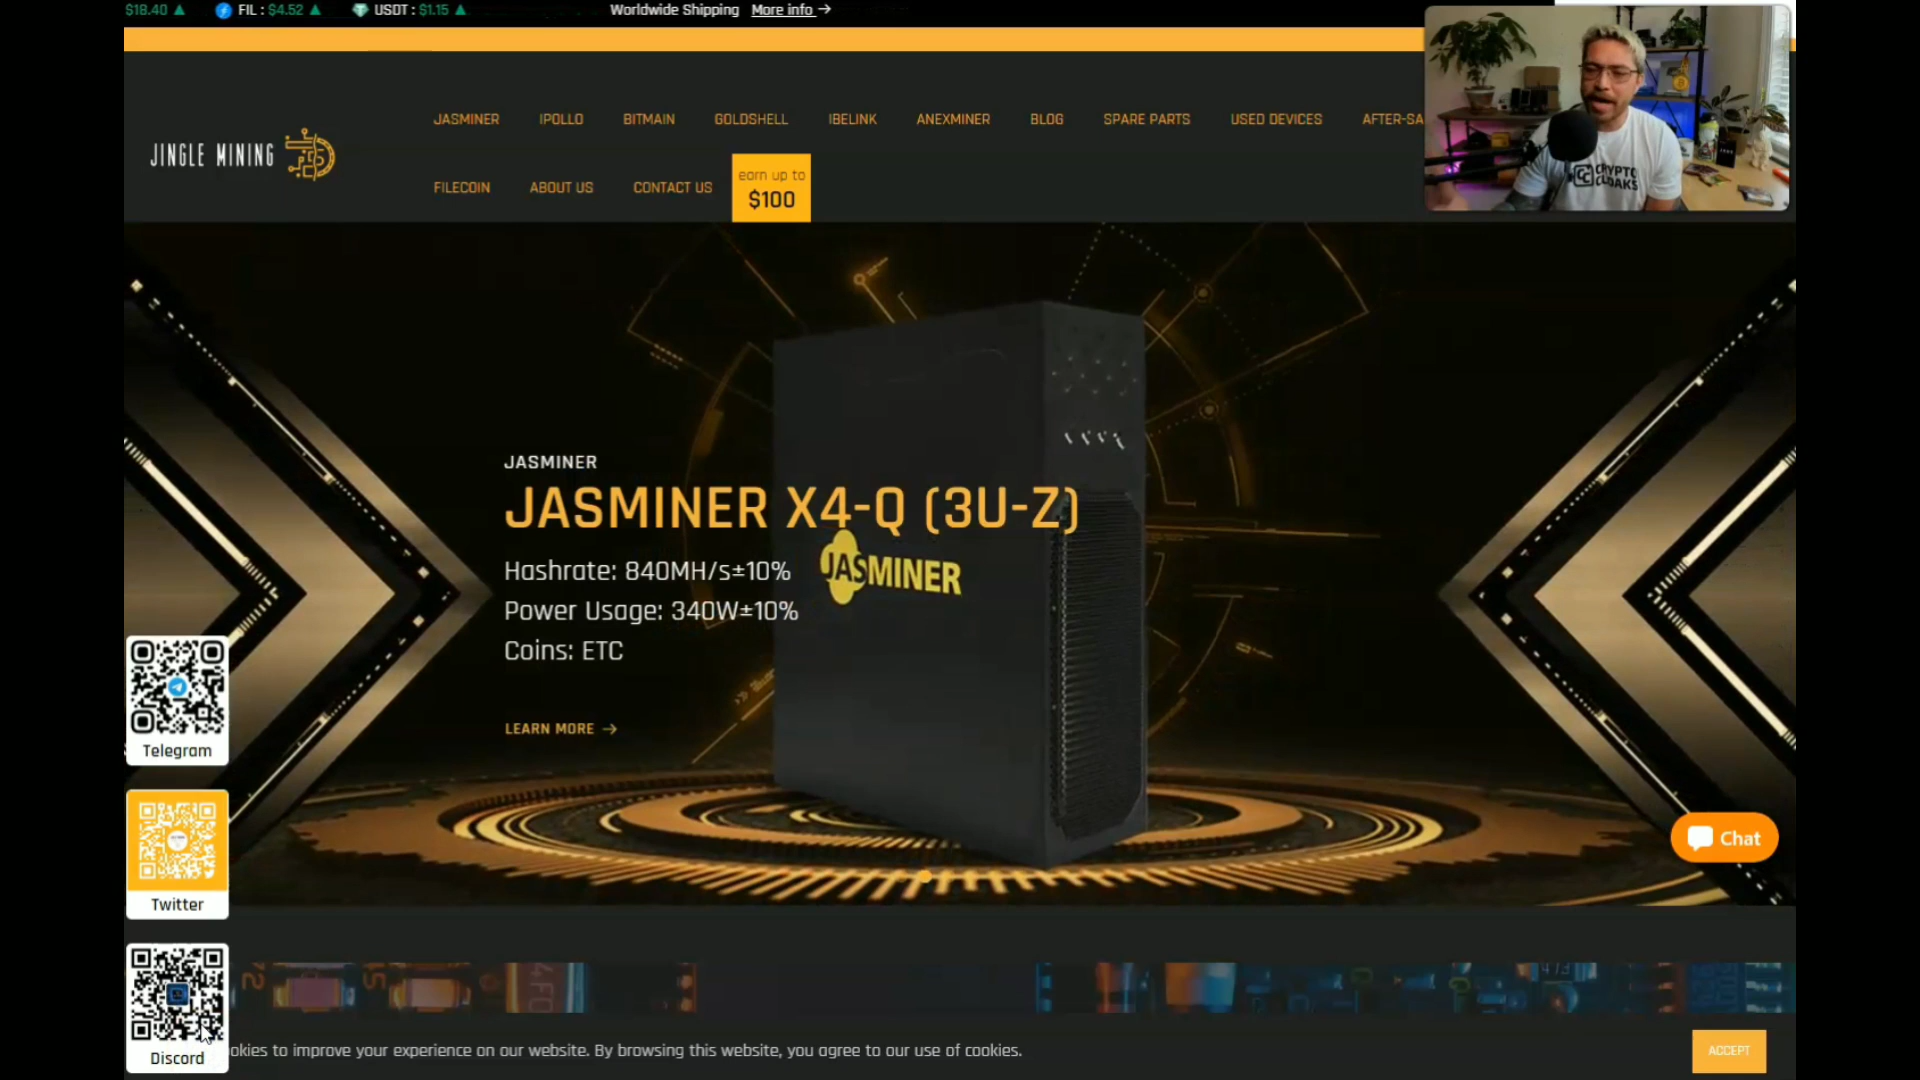 $18.40 ▲ FIL : $4.52 ▲ USDT : $1.15 ▲ Worldwide Shipping More info →
JINGLE MINING
JASMINER IPOLLO BITMAIN GOLDSHELL IBELINK ANEXMINER BLOG SPARE PARTS USED DEVICES AFTER-SA
FILECOIN ABOUT US CONTACT US
earn up to
$100
CRYPTO
CLOAKS
JASMINER
JASMINER X4-Q (3U-Z)
JASMINER
Hashrate: 840MH/s±10%
Power Usage: 340W±10%
Coins: ETC
LEARN MORE →
Telegram
Twitter
Discord
Chat
okies to improve your experience on our website. By browsing this website, you agree to our use of cookies.
ACCEPT